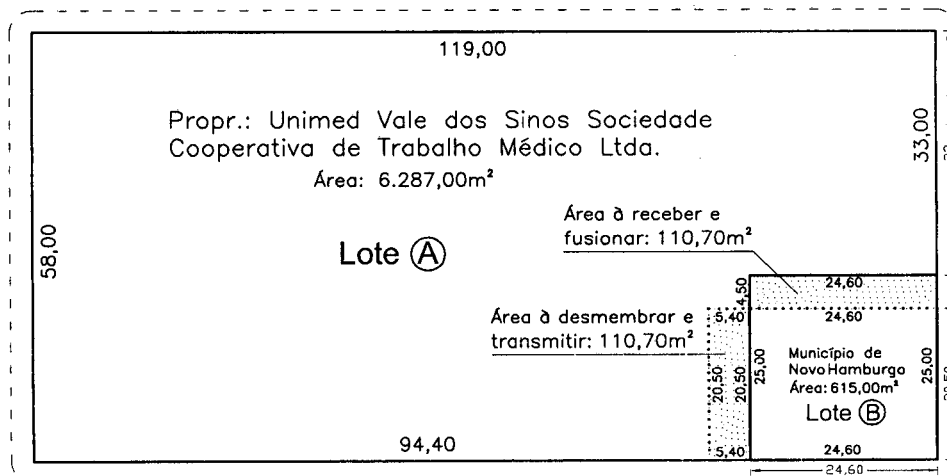 119,00
Propr.: Unimed Vale dos Sinos Sociedade
Cooperativa de Trabalho Médico Ltda.
Área: 6.287,00m²
33,00
58,00
Lote Ⓐ
Área à receber e
fusionar: 110,70m²
4,50
24,60
5,40
24,60
Área à desmembrar e
transmitir: 110,70m²
20,50
20,50
25,00
Município de
Novo Hamburgo
Área: 615,00m²
Lote Ⓑ
25,00
94,40
5,40
24,60
24,60